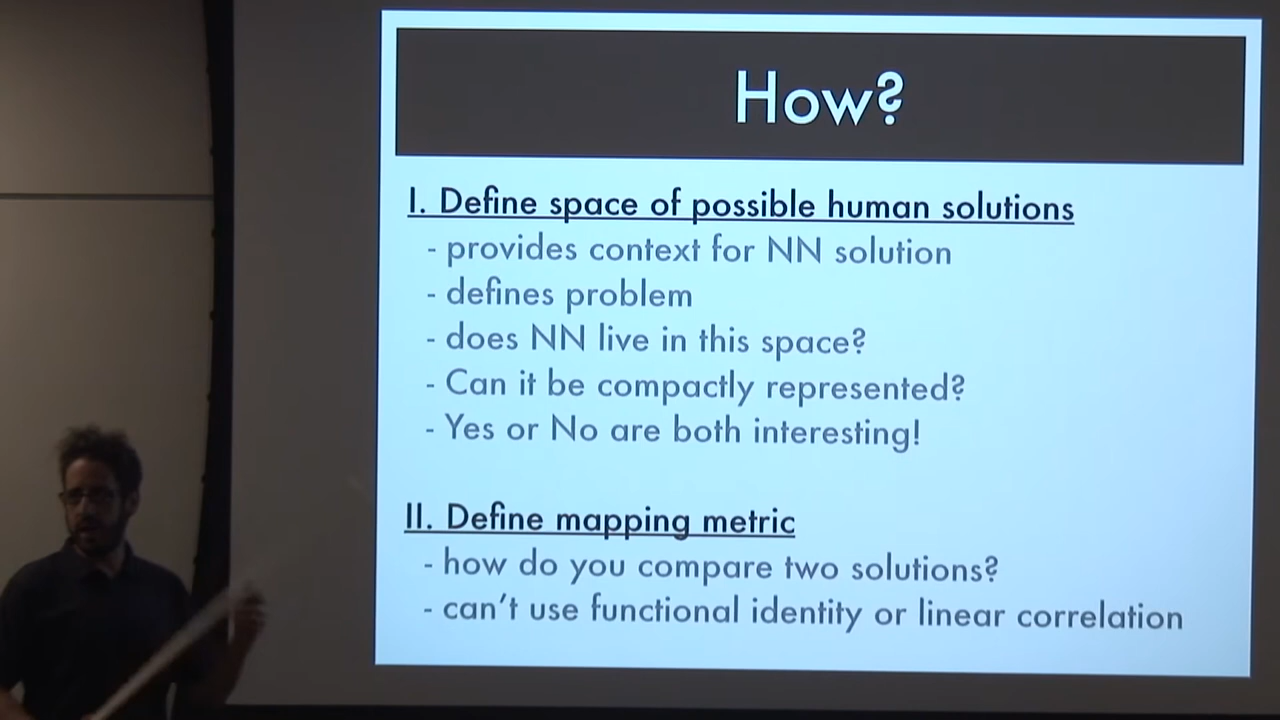 How?
I. Define space of possible human solutions
- provides context for NN solution
- defines problem
- does NN live in this space?
- Can it be compactly represented?
- Yes or No are both interesting!
II. Define mapping metric
- how do you compare two solutions?
- can't use functional identity or linear correlation